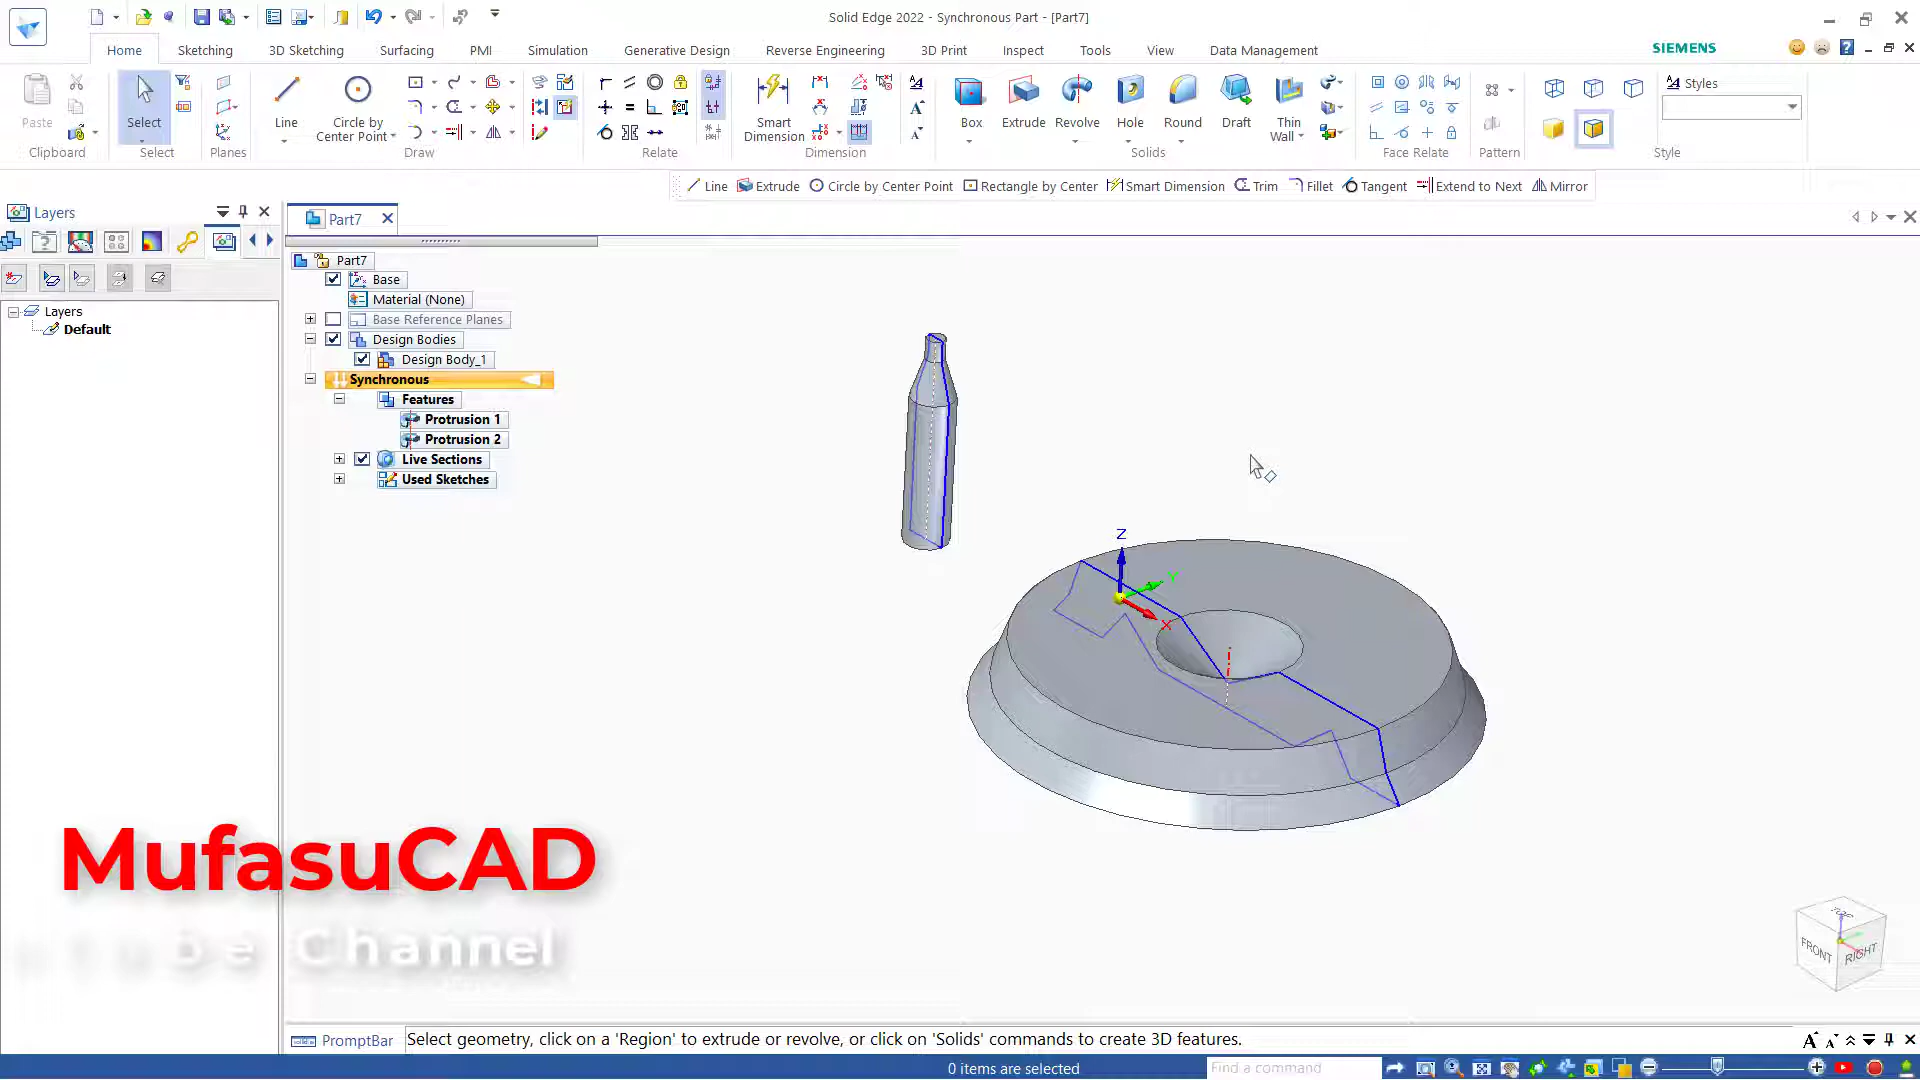 Solid Edge 2022 - Synchronous Part - [Part7]
Home
Sketching
3D Sketching
Surfacing
PMI
Simulation
Generative Design
Reverse Engineering
3D Print
Inspect
Tools
View
Data Management
SIEMENS
Paste
Clipboard
Select
Select
Planes
Line
Circle by
Center Point
Draw
Relate
Smart
Dimension
Dimension
Box
Extrude
Revolve
Hole
Round
Draft
Thin
Wall
Solids
Face Relate
Pattern
Styles
Style
Line
Extrude
Circle by Center Point
Rectangle by Center
Smart Dimension
Trim
Fillet
Tangent
Extend to Next
Mirror
Layers
Part7
Layers
Default
Part7
Base
Material (None)
Base Reference Planes
Design Bodies
Design Body_1
Synchronous
Features
Protrusion 1
Protrusion 2
Live Sections
Used Sketches
Z
Y
X
MufasuCAD
Channel
TOP
FRONT
RIGHT
PromptBar
Select geometry, click on a 'Region' to extrude or revolve, or click on 'Solids' commands to create 3D features.
0 items are selected
Find a command